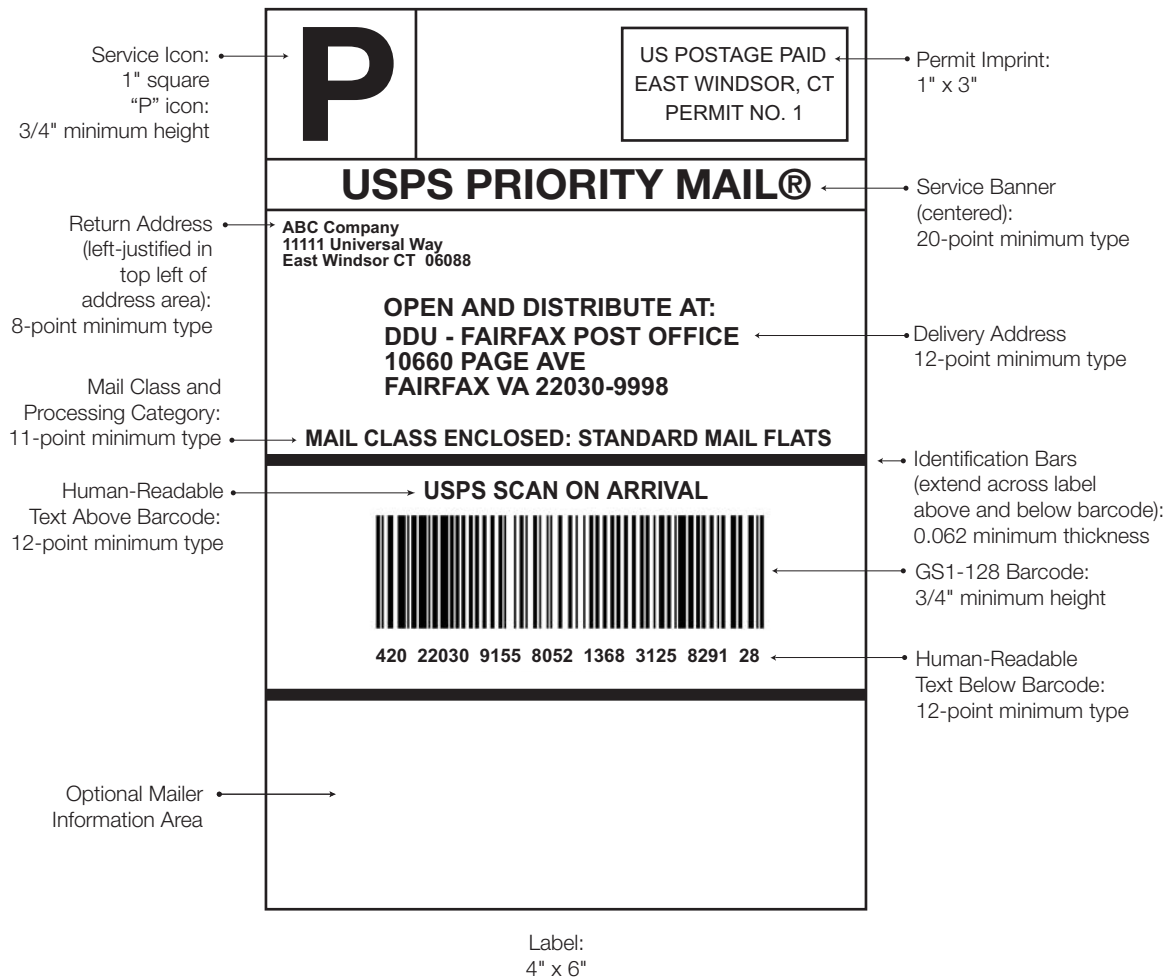 Service Icon:
1" square
“P” icon:
3/4" minimum height
P
US POSTAGE PAID
EAST WINDSOR, CT
PERMIT NO. 1
Permit Imprint:
1" x 3"
USPS PRIORITY MAIL®
Service Banner
(centered):
20-point minimum type
Return Address
(left-justified in
top left of
address area):
8-point minimum type
ABC Company
11111 Universal Way
East Windsor CT 06088
OPEN AND DISTRIBUTE AT:
DDU - FAIRFAX POST OFFICE
10660 PAGE AVE
FAIRFAX VA 22030-9998
Delivery Address
12-point minimum type
Mail Class and
Processing Category:
11-point minimum type
MAIL CLASS ENCLOSED: STANDARD MAIL FLATS
Identification Bars
(extend across label
above and below barcode):
0.062 minimum thickness
Human-Readable
Text Above Barcode:
12-point minimum type
USPS SCAN ON ARRIVAL
GS1-128 Barcode:
3/4" minimum height
420 22030 9155 8052 1368 3125 8291 28
Human-Readable
Text Below Barcode:
12-point minimum type
Optional Mailer
Information Area
Label:
4" x 6"